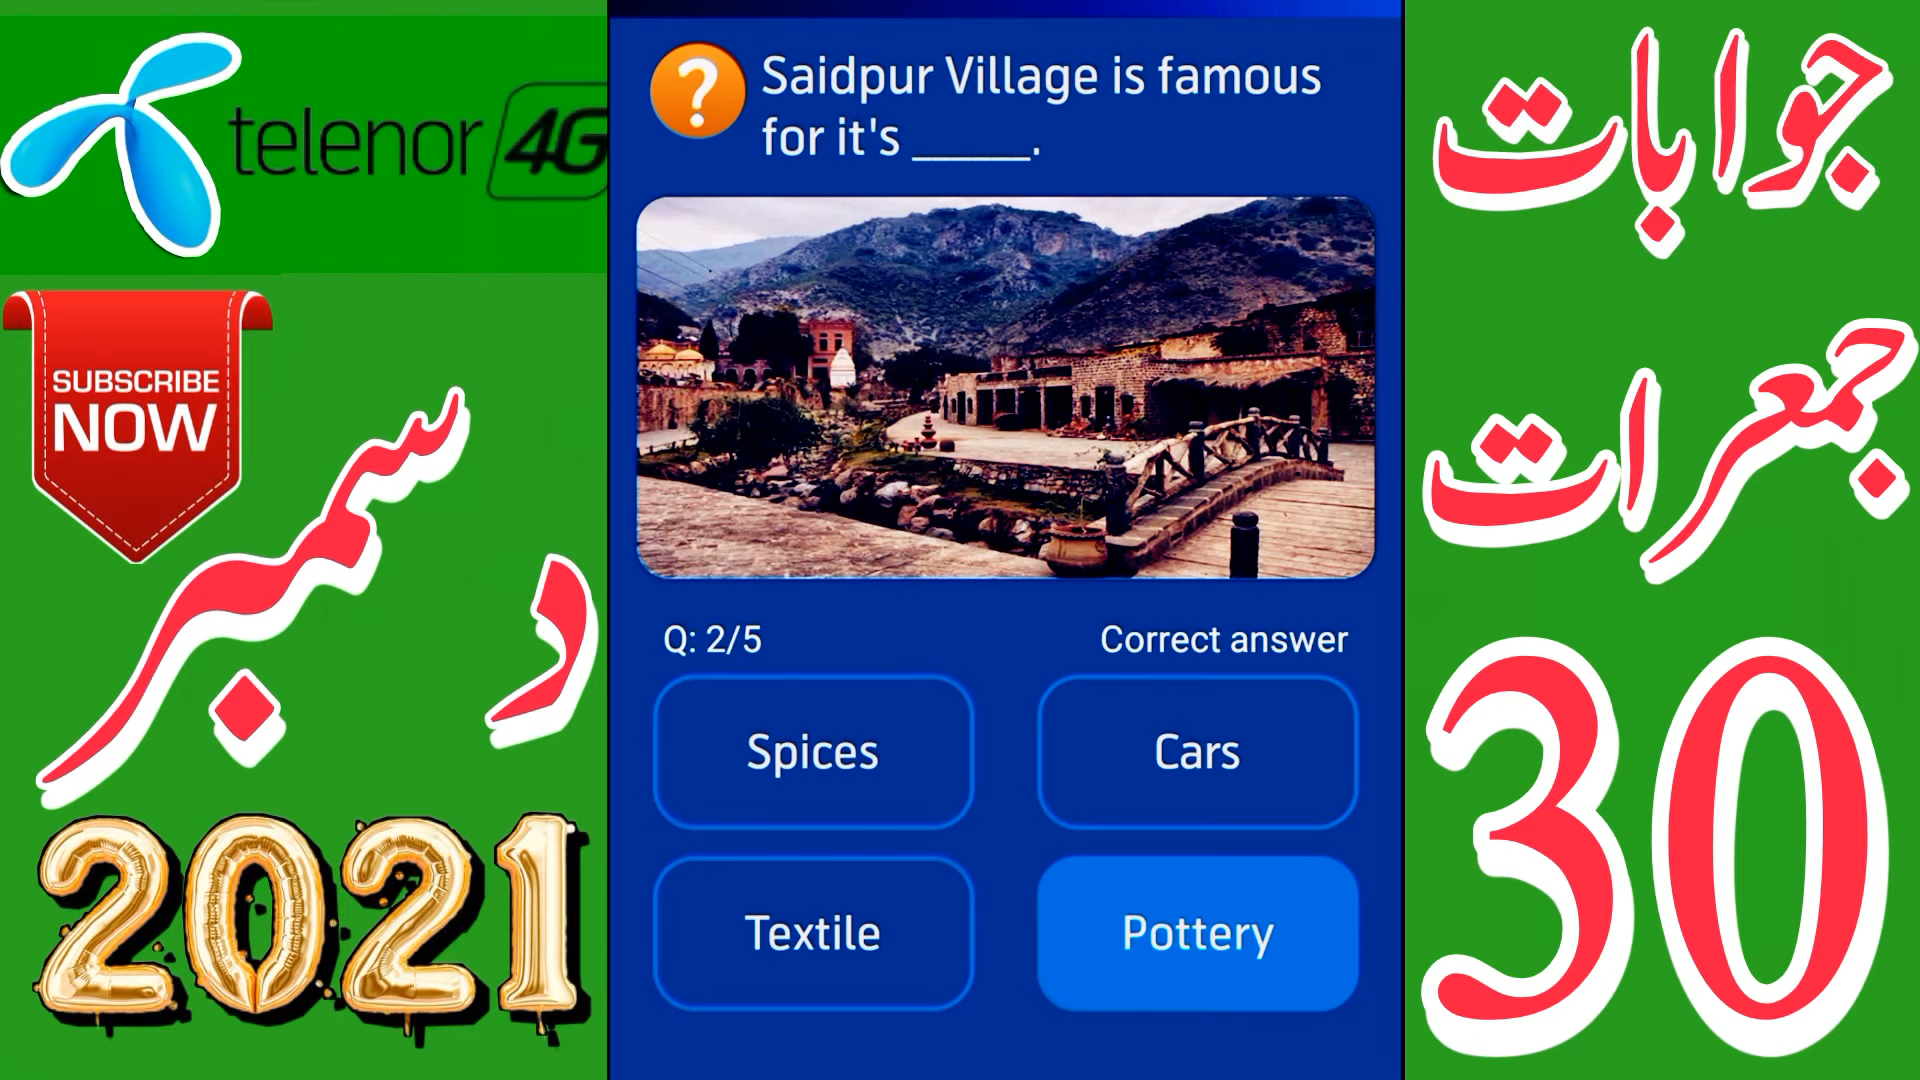 telenor 4G
SUBSCRIBE
NOW
دسمبر
2021
?
Saidpur Village is famous
for it's _____.
Q: 2/5
Correct answer
Spices
Cars
Textile
Pottery
جوابات
جمعرات
30